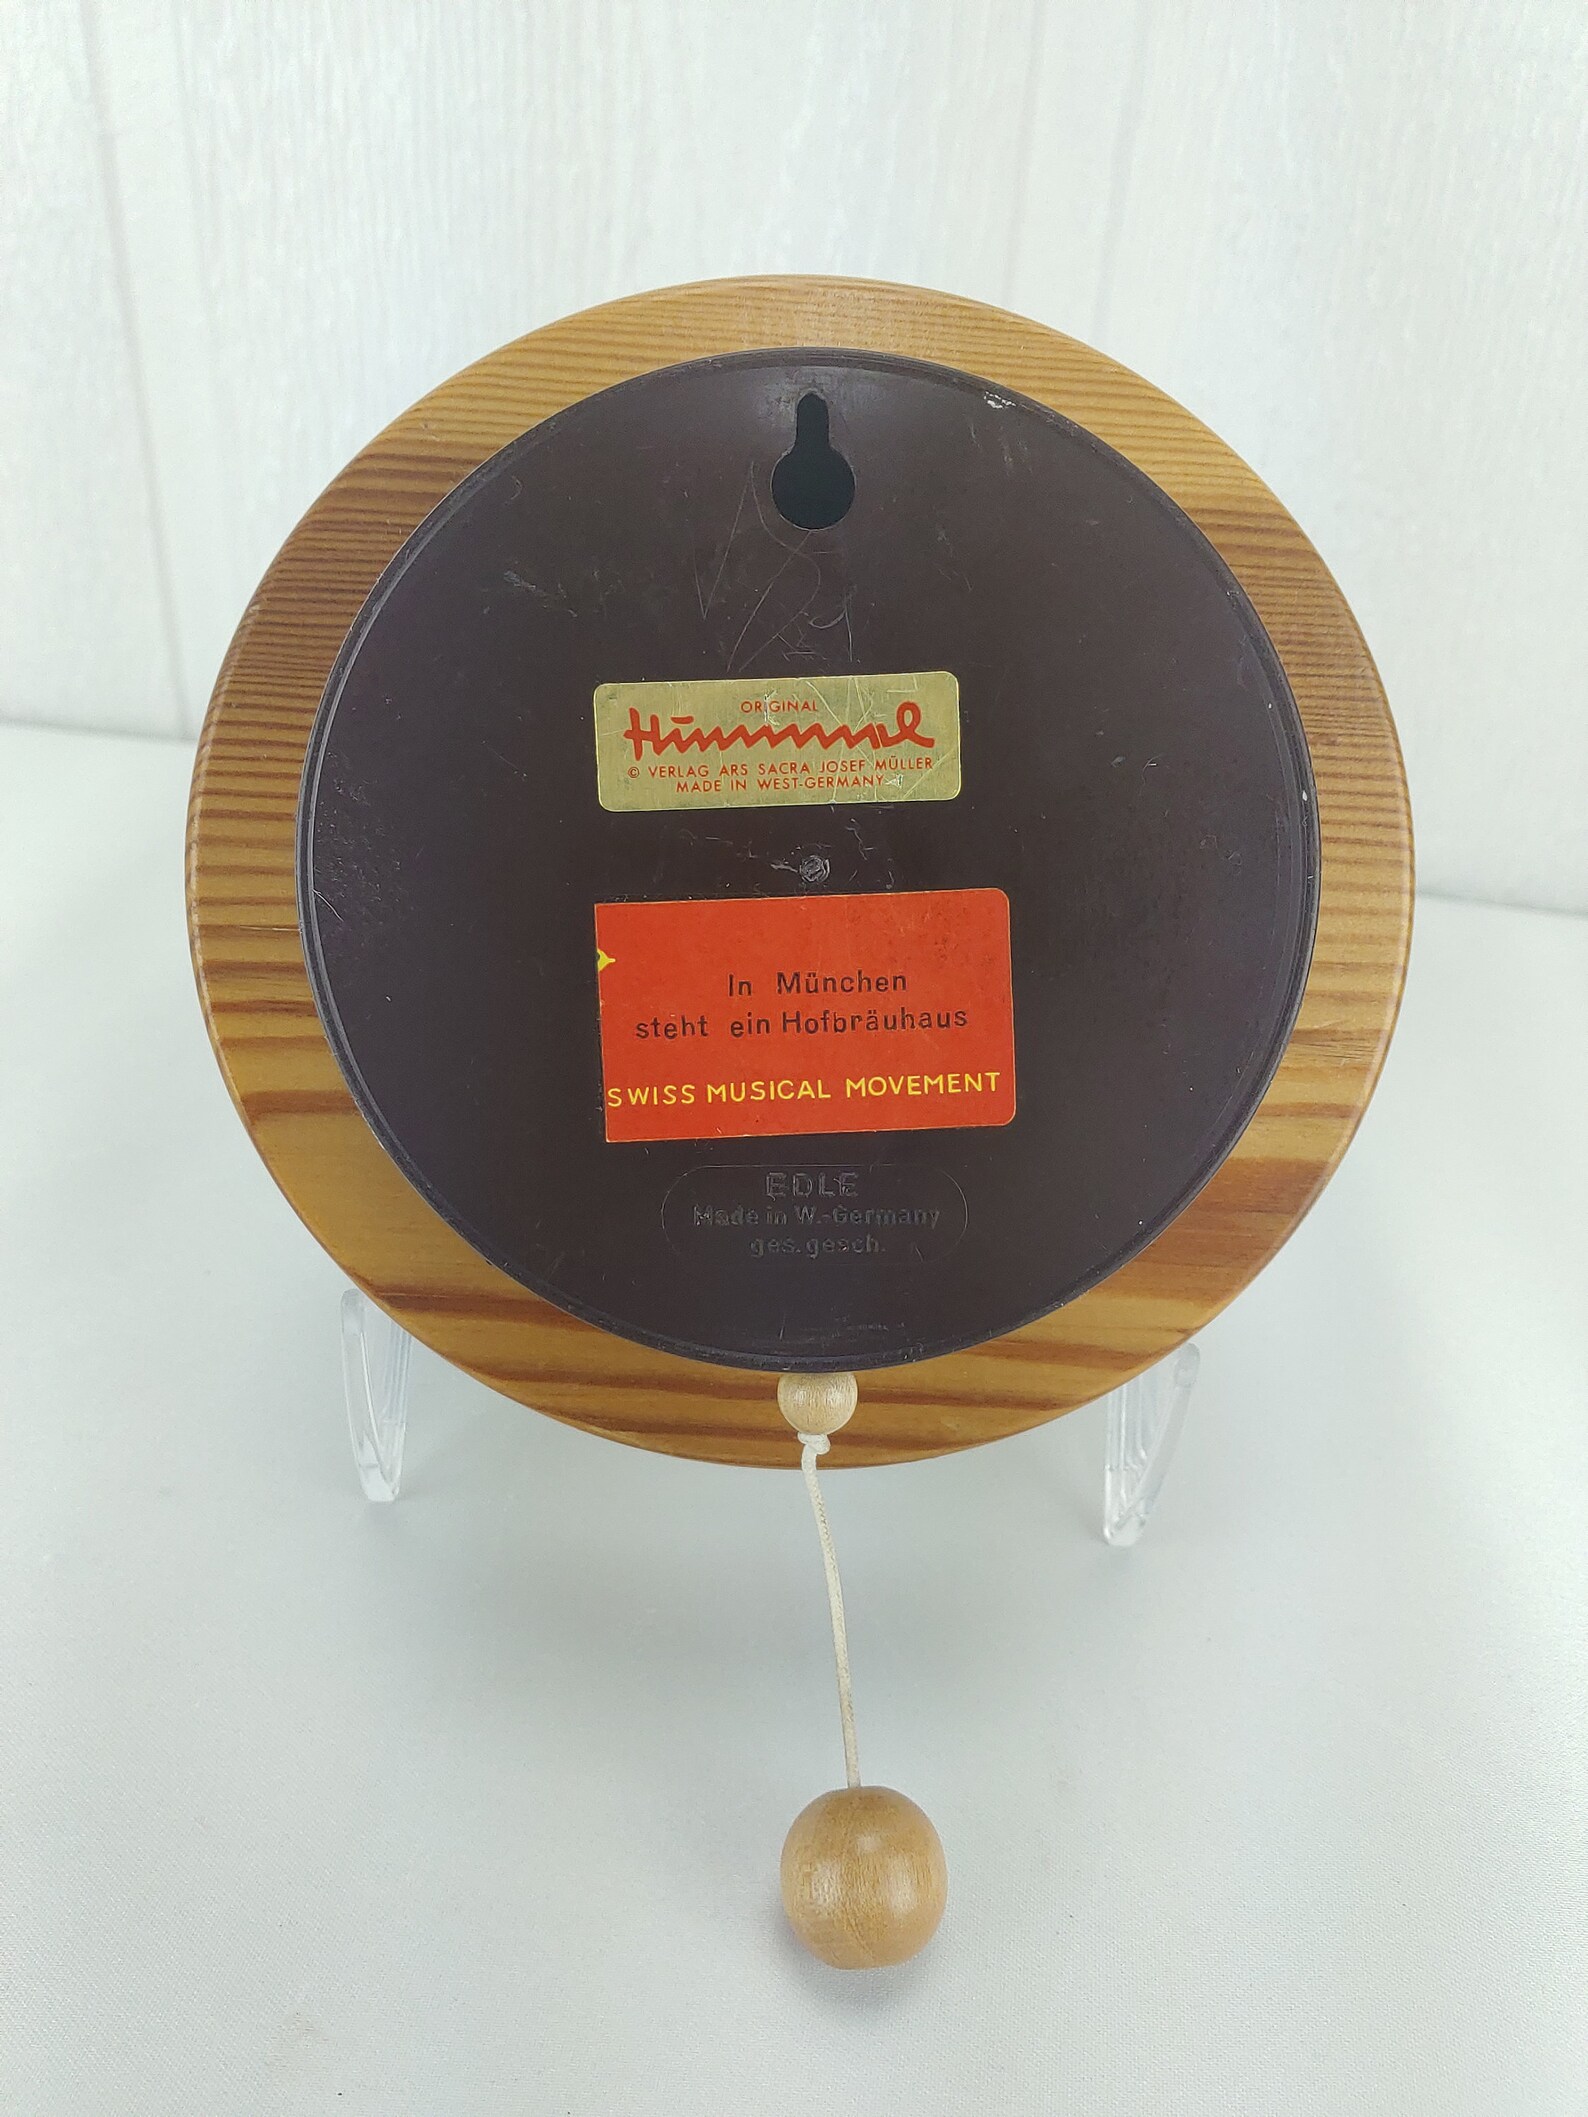 ORIGINAL
Hummel
© VERLAG ARS SACRA JOSEF MÜLLER
MADE IN WEST-GERMANY
In München
steht ein Hofbräuhaus
SWISS MUSICAL MOVEMENT
EDLE
Made in W.-Germany
ges. gesch.